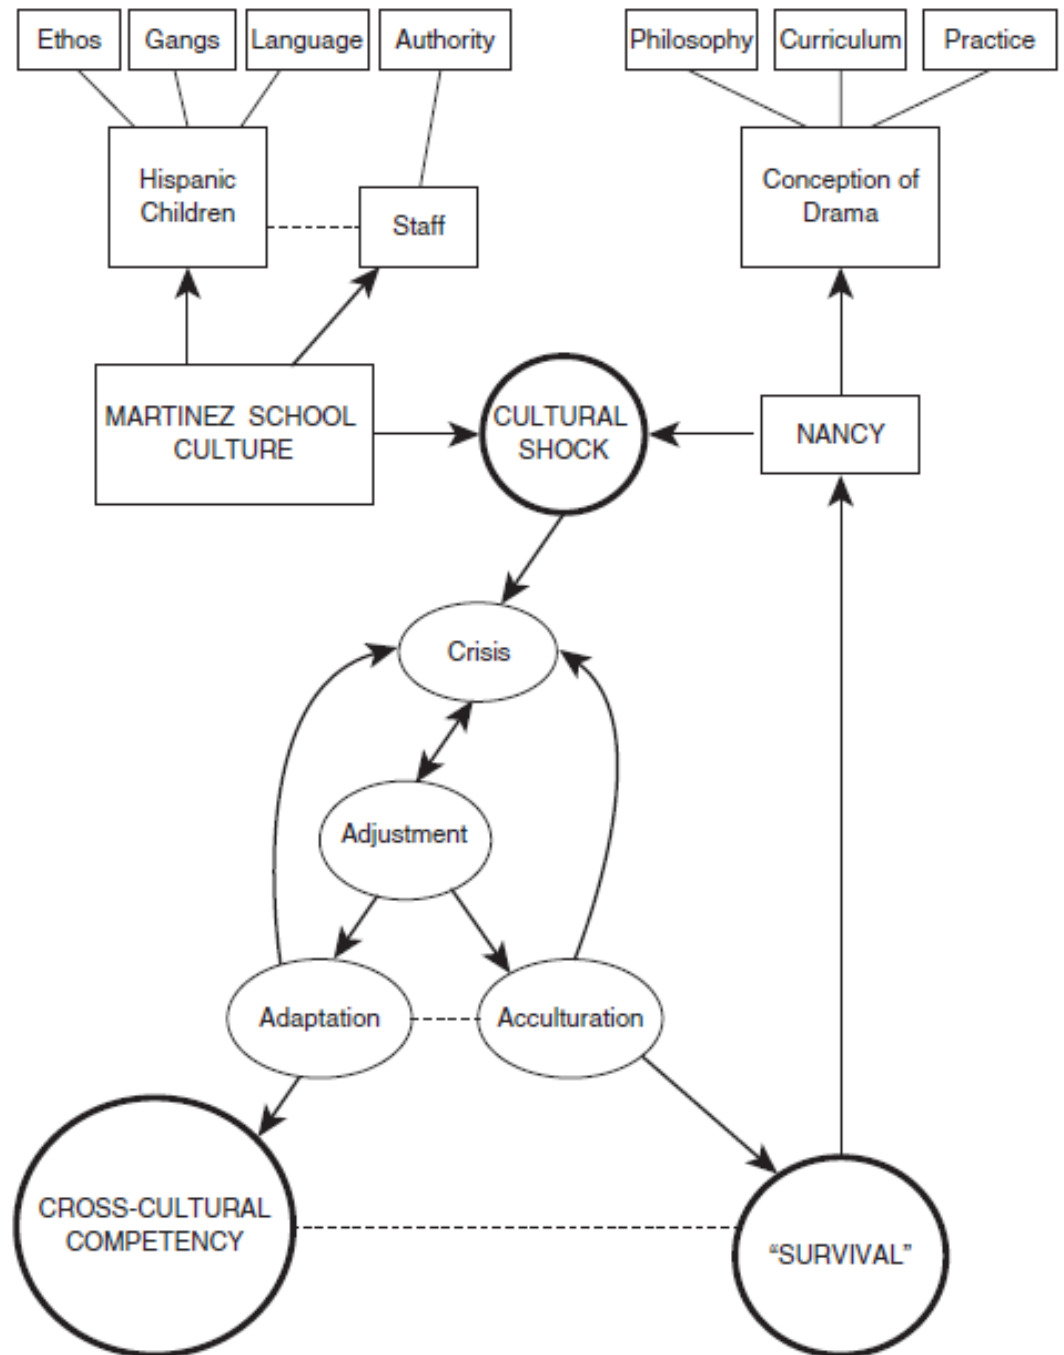 Ethos
Gangs
Language
Authority
Philosophy
Curriculum
Practice
Hispanic
Children
Staff
Conception of
Drama
MARTINEZ SCHOOL
CULTURE
CULTURAL
SHOCK
NANCY
Crisis
Adjustment
Adaptation
Acculturation
CROSS-CULTURAL
COMPETENCY
“SURVIVAL”